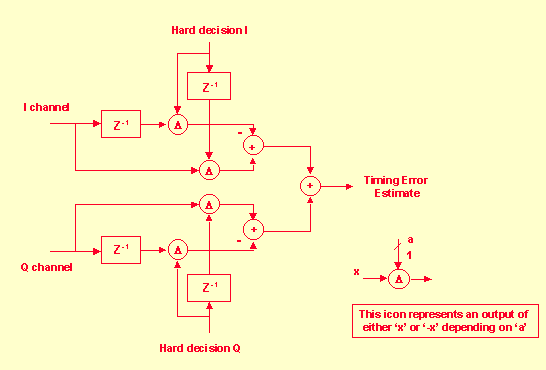 Hard decision I
Z-1
I channel
Z-1
Λ
-
+
Λ
+
Timing Error
Estimate
Λ
+
-
Z-1
Λ
Q channel
Z-1
Hard decision Q
a
1
x
Λ
This icon represents an output of
either ‘x’ or ‘-x’ depending on ‘a’